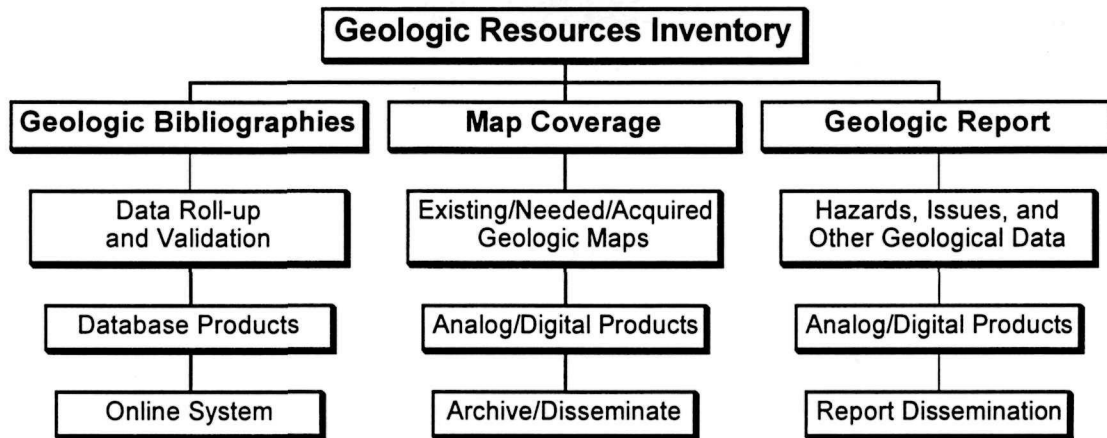 Geologic Resources Inventory
Geologic Bibliographies
Map Coverage
Geologic Report
Data Roll-up
and Validation
Existing/Needed/Acquired
Geologic Maps
Hazards, Issues, and
Other Geological Data
Database Products
Analog/Digital Products
Analog/Digital Products
Online System
Archive/Disseminate
Report Dissemination